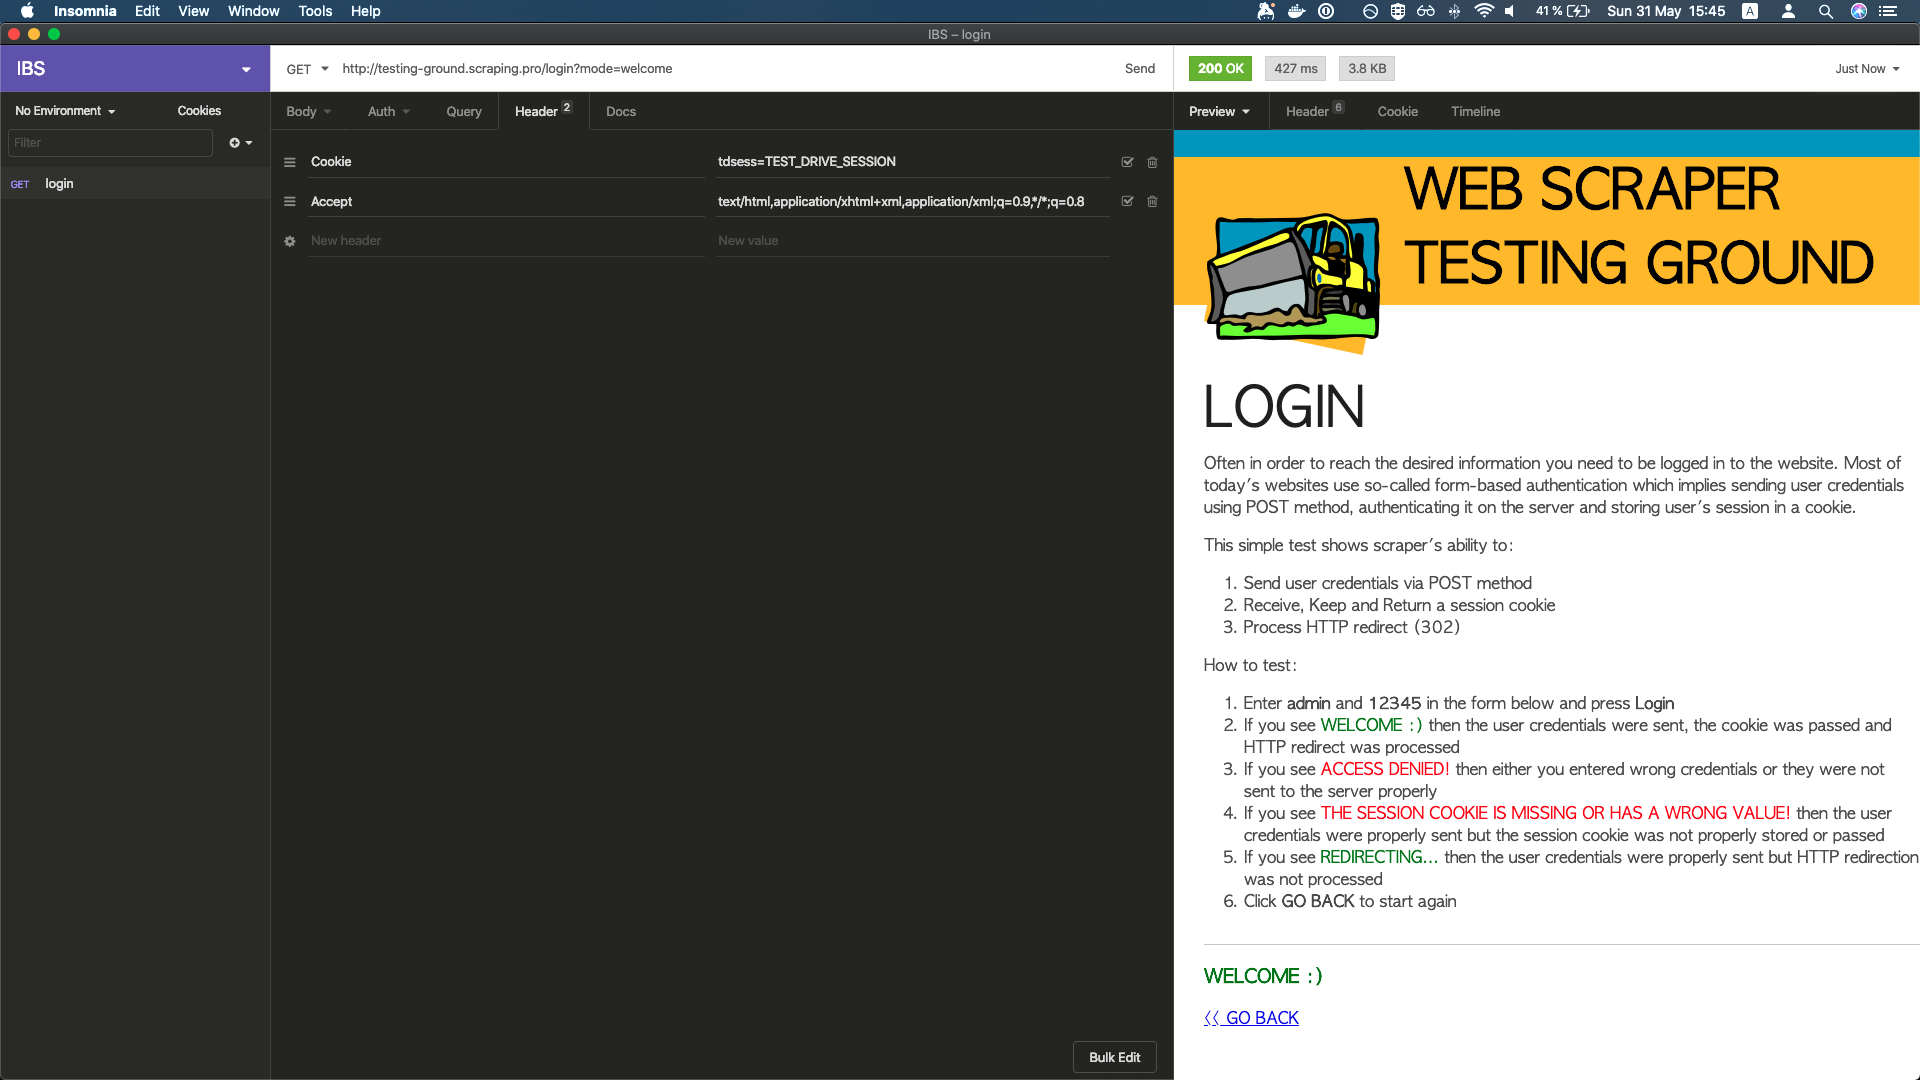 Insomnia Edit View Window Tools Help
41 % Sun 31 May 15:45 A
IBS – login
IBS
GET http://testing-ground.scraping.pro/login?mode=welcome Send
200 OK 427 ms 3.8 KB Just Now
No Environment Cookies
Body Auth Query Header 2 Docs
Preview Header 6 Cookie Timeline
Filter
GET login
Cookie tdsess=TEST_DRIVE_SESSION
Accept text/html,application/xhtml+xml,application/xml;q=0.9,*/*;q=0.8
New header New value
Bulk Edit
WEB SCRAPER
TESTING GROUND
LOGIN
Often in order to reach the desired information you need to be logged in to the website. Most of
today's websites use so-called form-based authentication which implies sending user credentials
using POST method, authenticating it on the server and storing user's session in a cookie.
This simple test shows scraper's ability to:
1. Send user credentials via POST method
2. Receive, Keep and Return a session cookie
3. Process HTTP redirect (302)
How to test:
1. Enter admin and 12345 in the form below and press Login
2. If you see WELCOME :) then the user credentials were sent, the cookie was passed and
HTTP redirect was processed
3. If you see ACCESS DENIED! then either you entered wrong credentials or they were not
sent to the server properly
4. If you see THE SESSION COOKIE IS MISSING OR HAS A WRONG VALUE! then the user
credentials were properly sent but the session cookie was not properly stored or passed
5. If you see REDIRECTING... then the user credentials were properly sent but HTTP redirection
was not processed
6. Click GO BACK to start again
WELCOME :)
<< GO BACK